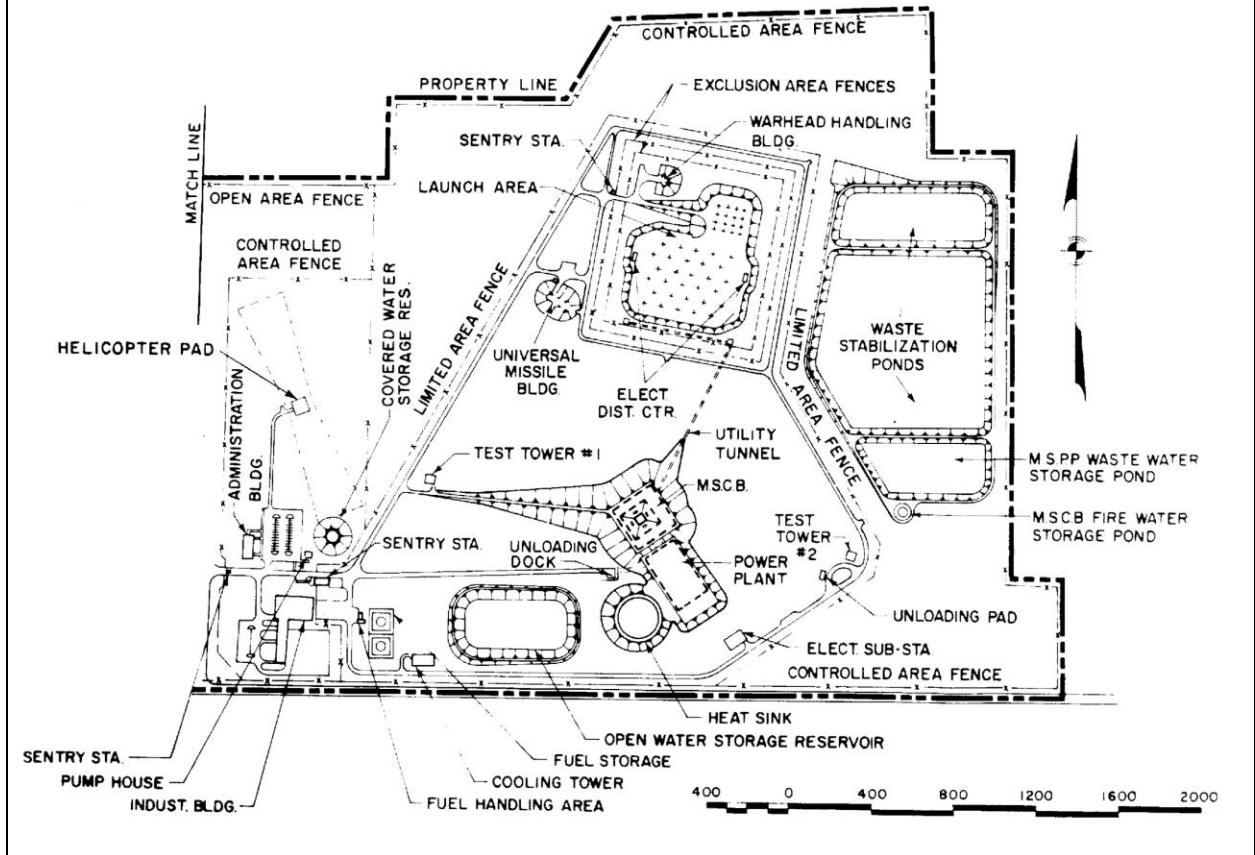 CONTROLLED AREA FENCE
PROPERTY LINE
EXCLUSION AREA FENCES
WARHEAD HANDLING
BLDG.
SENTRY STA.
LAUNCH AREA
MATCH LINE
OPEN AREA FENCE
CONTROLLED
AREA FENCE
COVERED WATER
STORAGE RES.
LIMITED AREA FENCE
HELICOPTER PAD
UNIVERSAL
MISSILE
BLDG.
ELECT.
DIST. CTR.
LIMITED AREA FENCE
WASTE
STABILIZATION
PONDS
ADMINISTRATION
BLDG.
TEST TOWER #1
UTILITY
TUNNEL
M.S.C.B.
M.S.P.P WASTE WATER
STORAGE POND
M.S.C.B FIRE WATER
STORAGE POND
TEST
TOWER
#2
SENTRY STA.
UNLOADING
DOCK
POWER
PLANT
UNLOADING PAD
ELECT. SUB-STA.
CONTROLLED AREA FENCE
HEAT SINK
OPEN WATER STORAGE RESERVOIR
FUEL STORAGE
COOLING TOWER
FUEL HANDLING AREA
SENTRY STA.
PUMP HOUSE
INDUST. BLDG.
400 0 400 800 1200 1600 2000